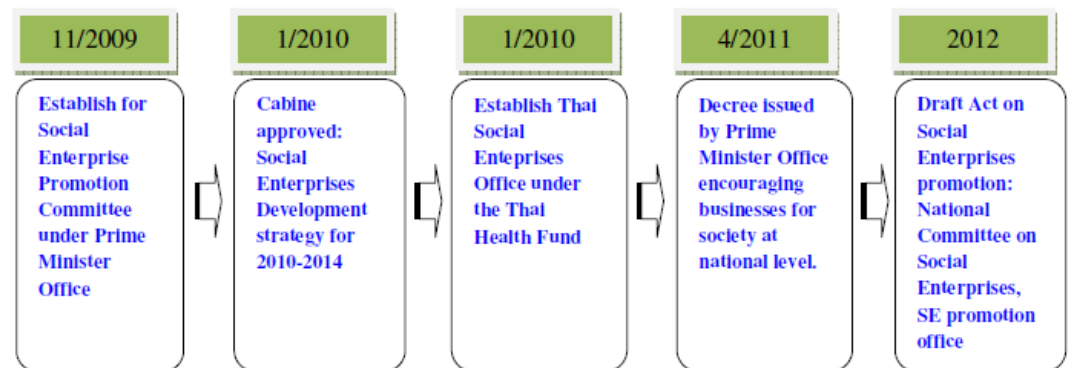 11/2009
Establish for
Social
Enterprise
Promotion
Committee
under Prime
Minister
Office
1/2010
Cabine
approved:
Social
Enterprises
Development
strategy for
2010-2014
1/2010
Establish Thai
Social
Enteprises
Office under
the Thai
Health Fund
4/2011
Decree issued
by Prime
Minister Office
encouraging
businesses for
society at
national level.
2012
Draft Act on
Social
Enterprises
promotion:
National
Committee on
Social
Enterprises,
SE promotion
office